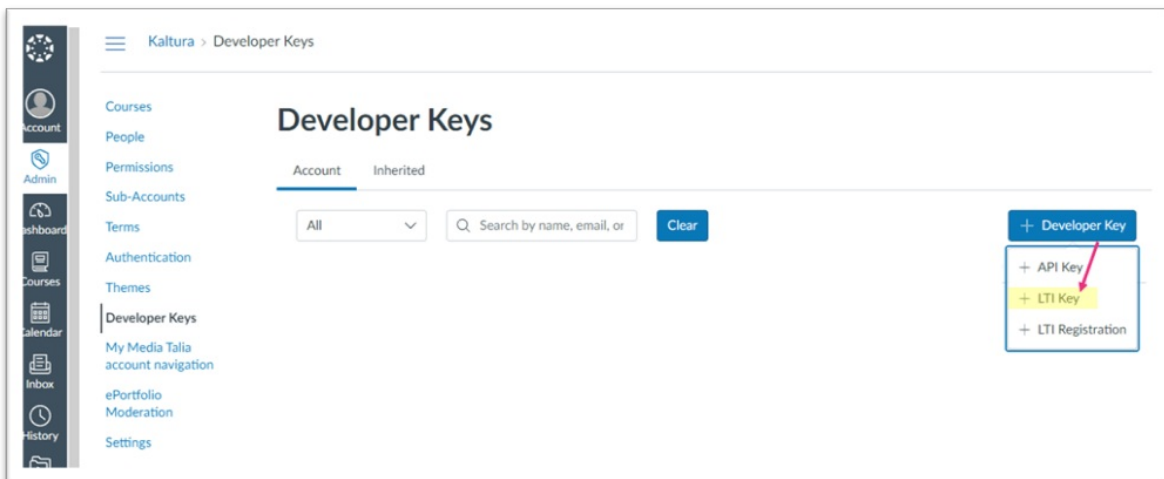 Kaltura > Developer Keys
Account
Admin
ashboard
Courses
alendar
Inbox
History
Courses
People
Permissions
Sub-Accounts
Terms
Authentication
Themes
Developer Keys
My Media Talia
account navigation
ePortfolio
Moderation
Settings
Developer Keys
Account Inherited
All Search by name, email, or Clear + Developer Key
+ API Key
+ LTI Key
+ LTI Registration